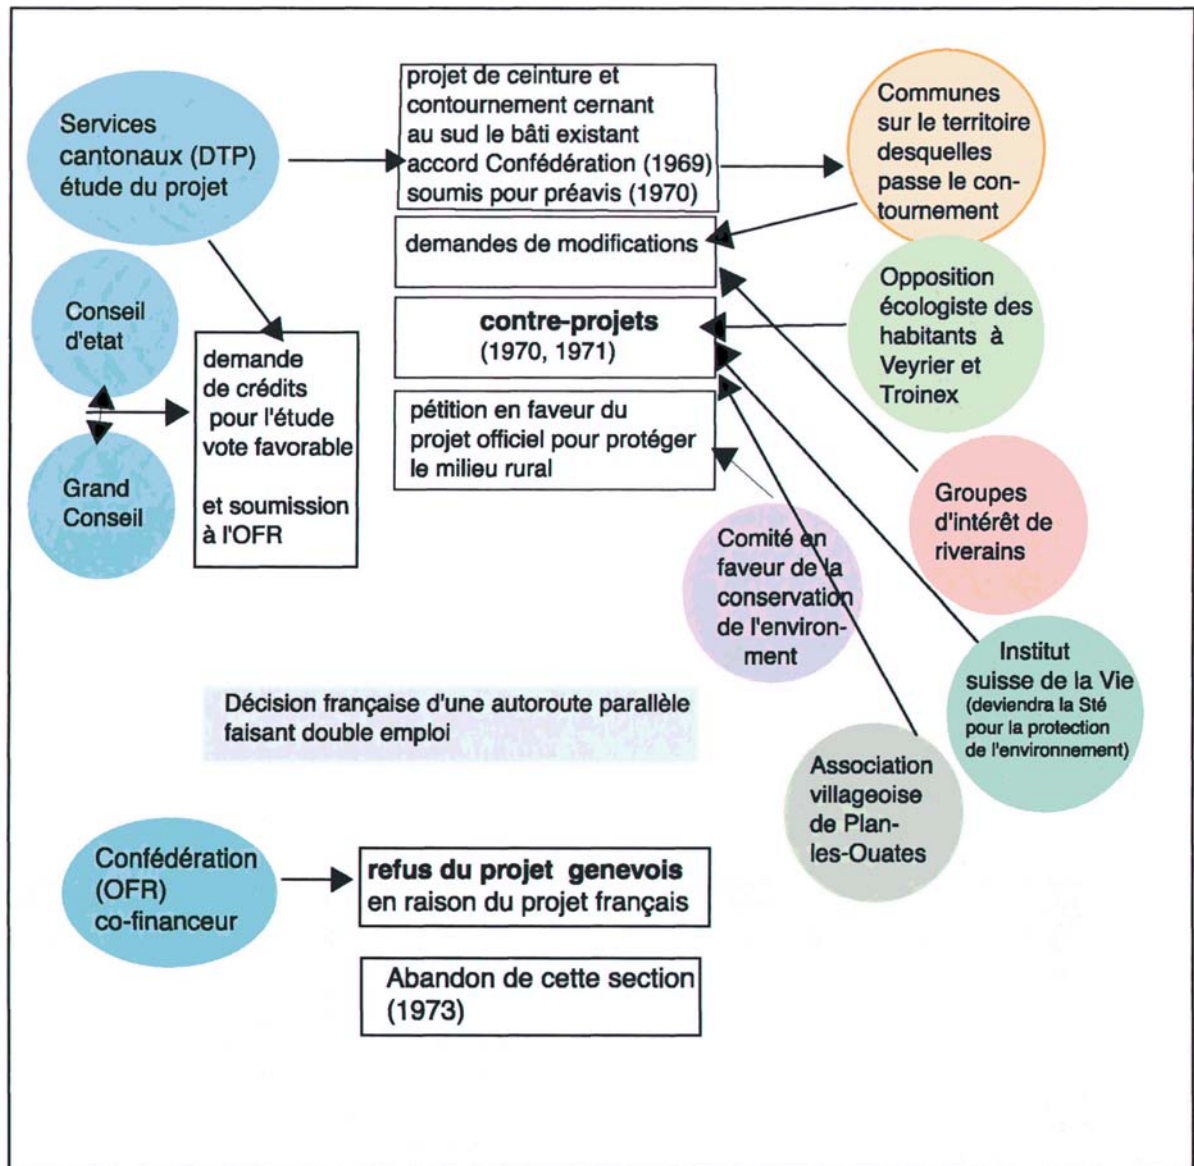 Services
cantonaux (DTP)
étude du projet
projet de ceinture et
contournement cernant
au sud le bâti existant
accord Confédération (1969)
soumis pour préavis (1970)
Communes
sur le territoire
desquelles
passe le con-
tournement
demandes de modifications
Conseil
d'etat
Grand
Conseil
demande
de crédits
pour l'étude
vote favorable
et soumission
à l'OFR
contre-projets
(1970, 1971)
Opposition
écologiste des
habitants à
Veyrier et
Troinex
pétition en faveur du
projet officiel pour protéger
le milieu rural
Groupes
d'intérêt de
riverains
Comité en
faveur de la
conservation
de l'environ-
ment
Institut
suisse de la Vie
(deviendra la Sté
pour la protection
de l'environnement)
Décision française d'une autoroute parallèle
faisant double emploi
Association
villageoise
de Plan-
les-Ouates
Confédération
(OFR)
co-financeur
refus du projet genevois
en raison du projet français
Abandon de cette section
(1973)